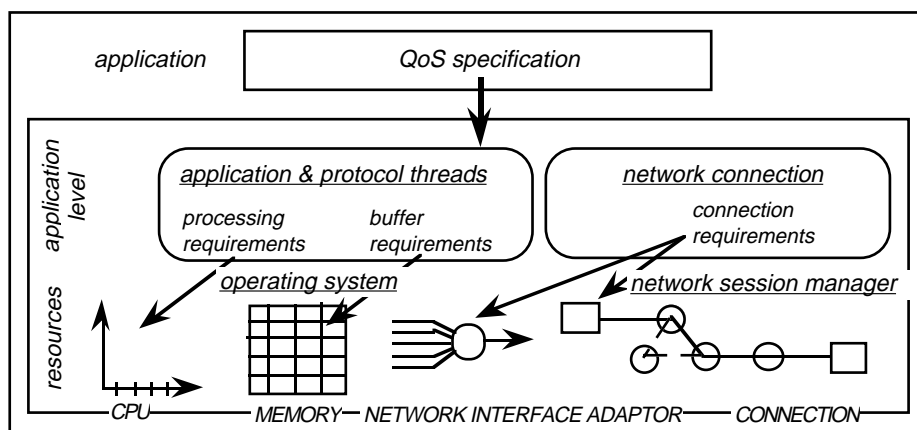 application
QoS specification
application level
application & protocol threads
network connection
processing requirements
buffer requirements
connection requirements
operating system
network session manager
resources
CPU
MEMORY
NETWORK INTERFACE ADAPTOR
CONNECTION